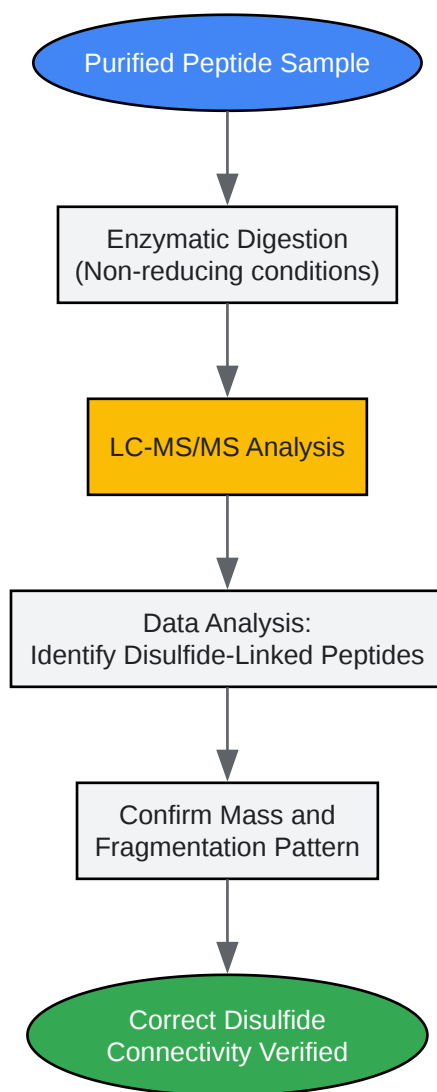 Purified Peptide Sample
Enzymatic Digestion
(Non-reducing conditions)
LC-MS/MS Analysis
Data Analysis:
Identify Disulfide-Linked Peptides
Confirm Mass and
Fragmentation Pattern
Correct Disulfide
Connectivity Verified